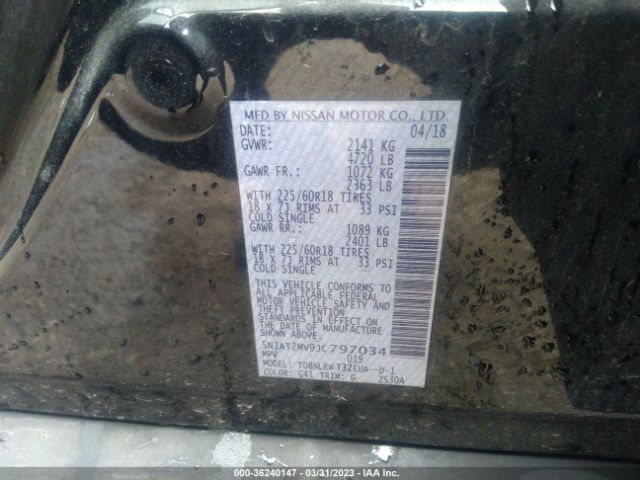 MFD BY NISSAN MOTOR CO., LTD.
DATE: 04/18
GVWR: 2141 KG
4720 LB
GAWR FR.: 1072 KG
2363 LB
WITH 225/60R18 TIRES
18 X 7J RIMS AT 33 PSI
COLD SINGLE
GAWR RR.: 1089 KG
2401 LB
WITH 225/60R18 TIRES
18 X 7J RIMS AT 33 PSI
COLD SINGLE
THIS VEHICLE CONFORMS TO
ALL APPLICABLE FEDERAL
MOTOR VEHICLE SAFETY AND
THEFT PREVENTION
STANDARDS IN EFFECT ON
THE DATE OF MANUFACTURE
SHOWN ABOVE.
5N1AT2MV9JC797034
MPV 019
MODEL: TDBNLRW T32EUA--D-1
COLOR: G41 TRIM: G 2S30A
000-36240147 - 03/31/2023 - IAA Inc.